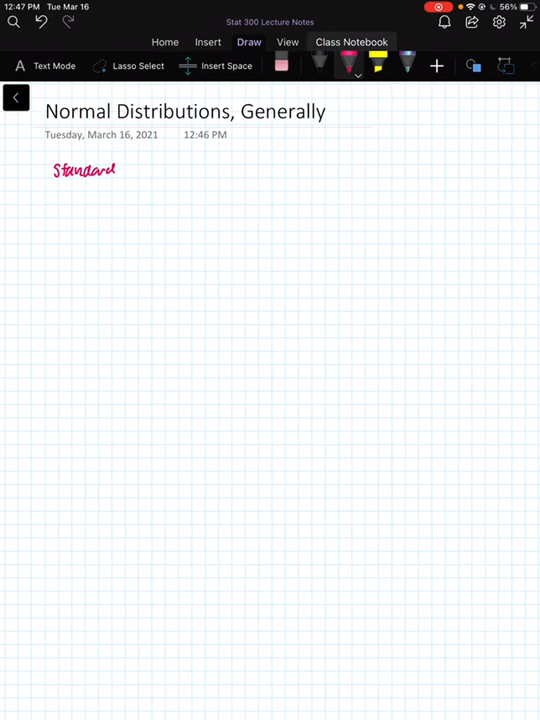 12:47 PM Tue Mar 16 56%
Stat 300 Lecture Notes
Home Insert Draw View Class Notebook
A Text Mode Lasso Select Insert Space
Normal Distributions, Generally
Tuesday, March 16, 2021 12:46 PM
Standard